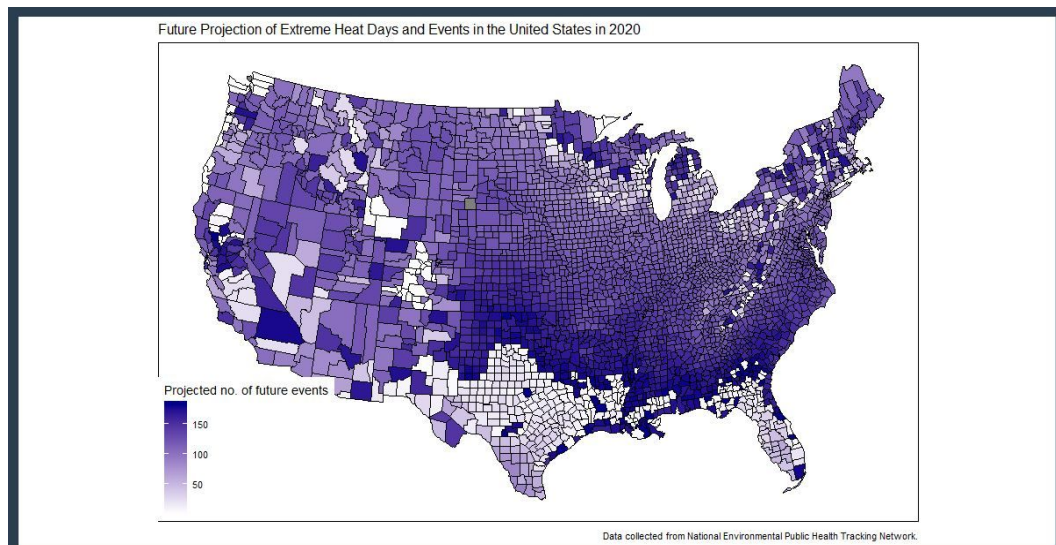 Future Projection of Extreme Heat Days and Events in the United States in 2020
Projected no. of future events
150
100
50
Data collected from National Environmental Public Health Tracking Network.